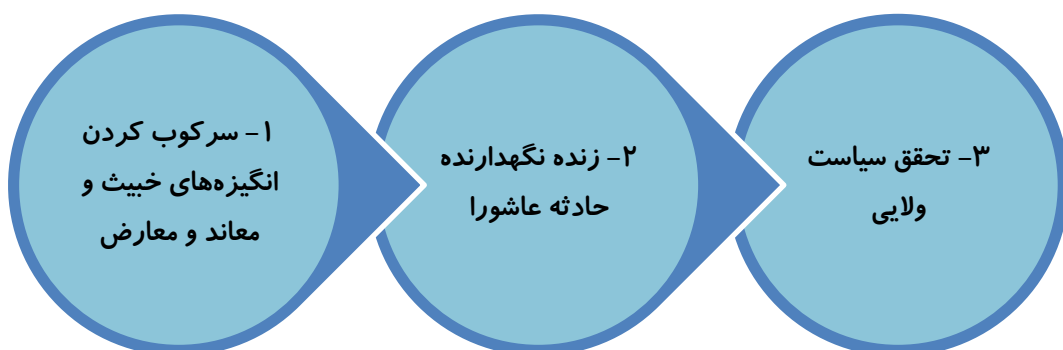 ۱- سرکوب کردن
انگیزه‌های خبیث و
معاند و معارض
۲- زنده نگهدارنده
حادثه عاشورا
۳- تحقق سیاست
ولایی